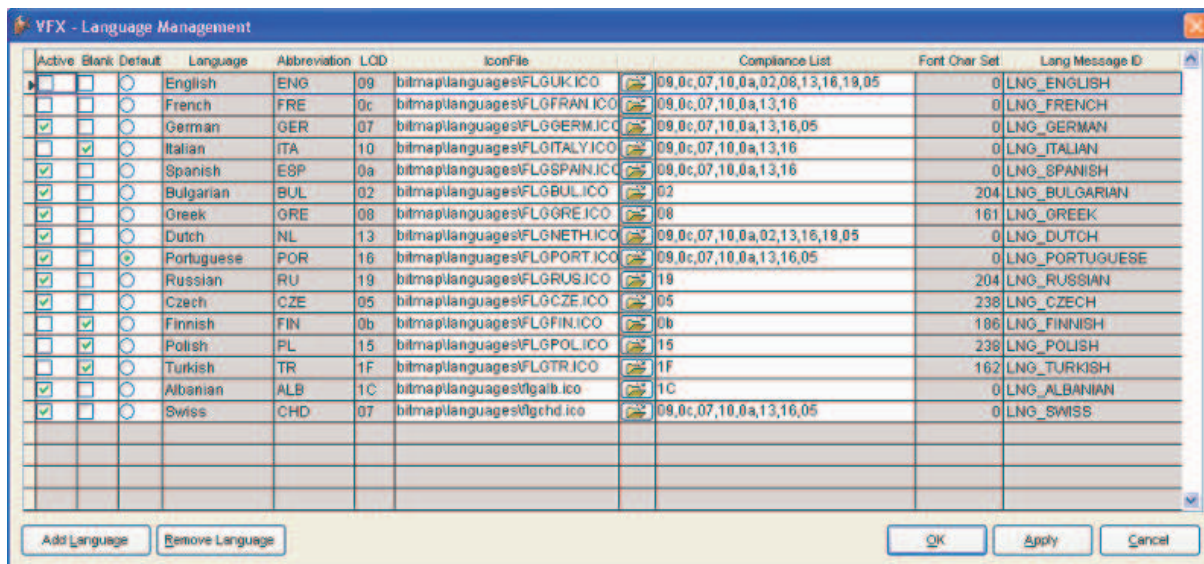 VFX - Language Management
Active Blank Default Language Abbreviation LCID IconFile Compliance List Font Char Set Lang Message ID
English ENG 09 bitmap\languages\FLGUK.ICO 09,0c,07,10,0a,02,08,13,16,19,05 0 LNG_ENGLISH
French FRE 0c bitmap\languages\FLGFRAN.ICO 09,0c,07,10,0a,13,16 0 LNG_FRENCH
German GER 07 bitmap\languages\FLGGERM.ICO 09,0c,07,10,0a,13,16,05 0 LNG_GERMAN
Italian ITA 10 bitmap\languages\FLGITALY.ICO 09,0c,07,10,0a,13,16 0 LNG_ITALIAN
Spanish ESP 0a bitmap\languages\FLGSPAIN.ICO 09,0c,07,10,0a,13,16 0 LNG_SPANISH
Bulgarian BUL 02 bitmap\languages\FLGBUL.ICO 02 204 LNG_BULGARIAN
Greek GRE 08 bitmap\languages\FLGGRE.ICO 08 161 LNG_GREEK
Dutch NL 13 bitmap\languages\FLGNETH.ICO 09,0c,07,10,0a,02,13,16,19,05 0 LNG_DUTCH
Portuguese POR 16 bitmap\languages\FLGPORT.ICO 09,0c,07,10,0a,13,16,05 0 LNG_PORTUGUESE
Russian RU 19 bitmap\languages\FLGRUS.ICO 19 204 LNG_RUSSIAN
Czech CZE 05 bitmap\languages\FLGCZE.ICO 05 238 LNG_CZECH
Finnish FIN 0b bitmap\languages\FLGFIN.ICO 0b 186 LNG_FINNISH
Polish PL 15 bitmap\languages\FLGPOL.ICO 15 238 LNG_POLISH
Turkish TR 1F bitmap\languages\FLGTR.ICO 1F 162 LNG_TURKISH
Albanian ALB 1C bitmap\languages\flgalb.ico 1C 0 LNG_ALBANIAN
Swiss CHD 07 bitmap\languages\flgchd.ico 09,0c,07,10,0a,13,16,05 0 LNG_SWISS
Add Language Remove Language OK Apply Cancel